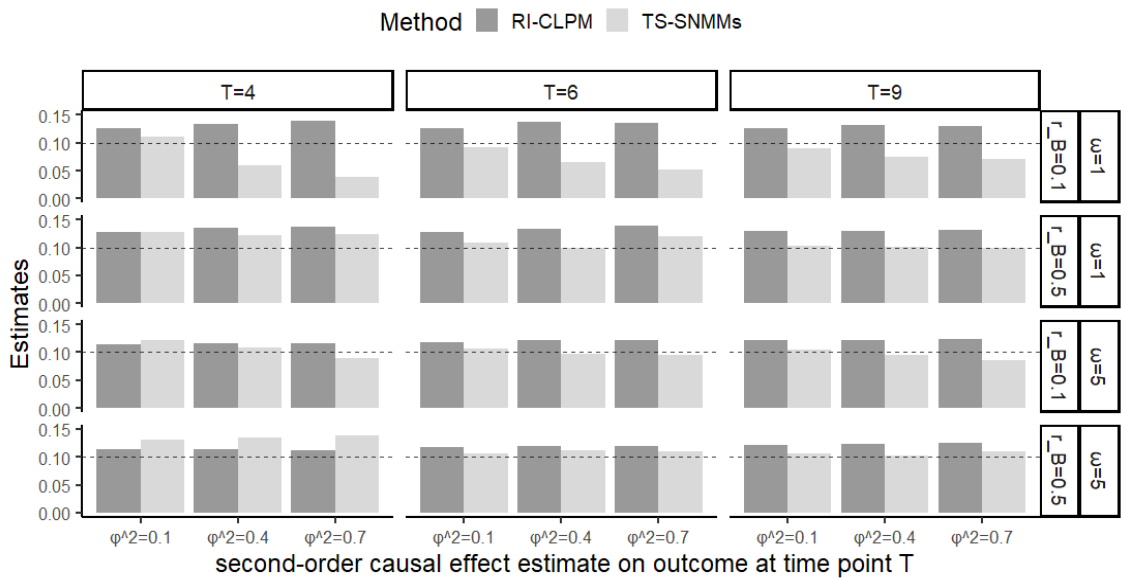 Method RI-CLPM TS-SNMMs
T=4 T=6 T=9
Estimates
0.15
0.10
0.05
0.00
r_B=0.1 ω=1
0.15
0.10
0.05
0.00
r_B=0.5 ω=1
0.15
0.10
0.05
0.00
r_B=0.1 ω=5
0.15
0.10
0.05
0.00
r_B=0.5 ω=5
φ^2=0.1 φ^2=0.4 φ^2=0.7 φ^2=0.1 φ^2=0.4 φ^2=0.7 φ^2=0.1 φ^2=0.4 φ^2=0.7
second-order causal effect estimate on outcome at time point T